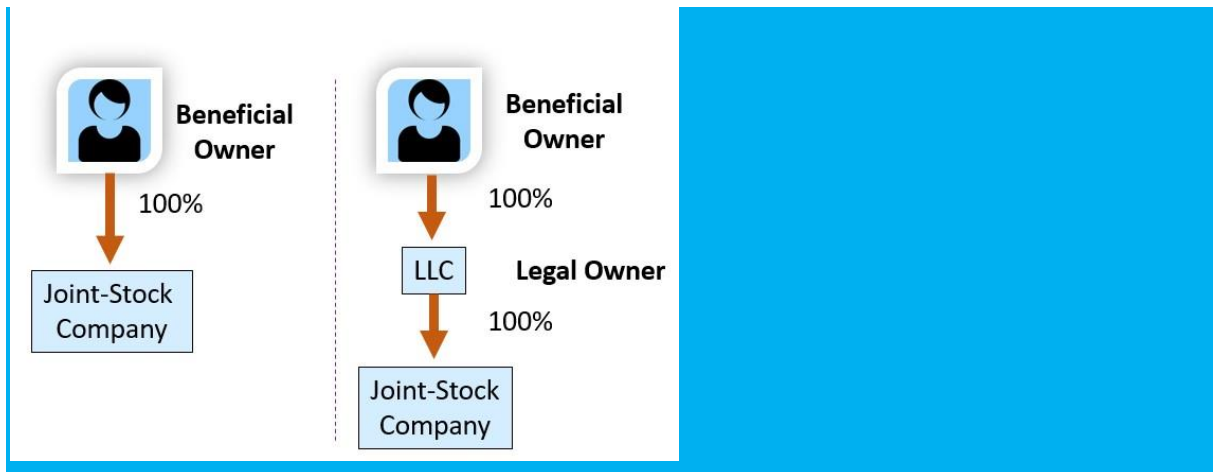 Beneficial
Owner
100%
Joint-Stock
Company
Beneficial
Owner
100%
LLC
Legal Owner
100%
Joint-Stock
Company